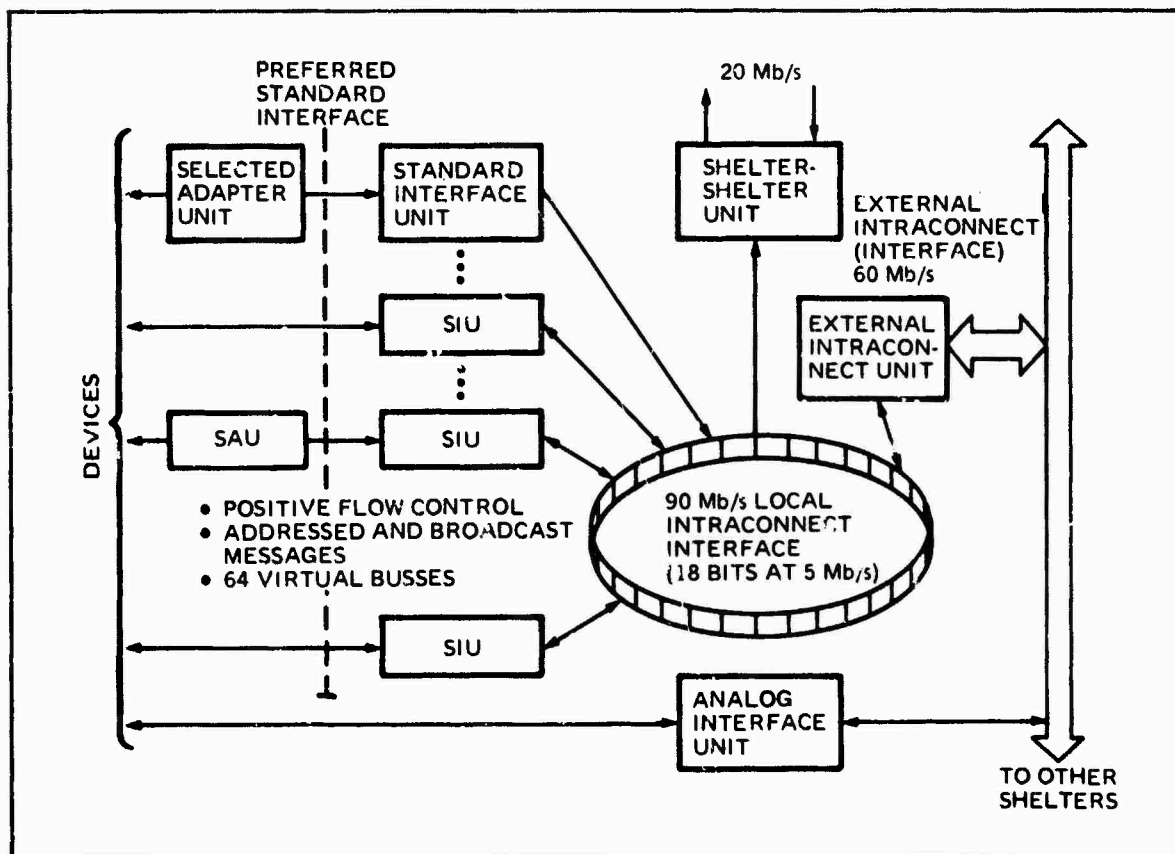 PREFERRED
STANDARD
INTERFACE
20 Mb/s
SELECTED
ADAPTER
UNIT
STANDARD
INTERFACE
UNIT
SHELTER-
SHELTER
UNIT
EXTERNAL
INTRACONNECT
(INTERFACE)
60 Mb/s
SIU
EXTERNAL
INTRACON-
NECT UNIT
DEVICES
SAU
SIU
• POSITIVE FLOW CONTROL
• ADDRESSED AND BROADCAST
MESSAGES
• 64 VIRTUAL BUSSES
90 Mb/s LOCAL
INTRACONNECT
INTERFACE
(18 BITS AT 5 Mb/s)
SIU
ANALOG
INTERFACE
UNIT
TO OTHER
SHELTERS